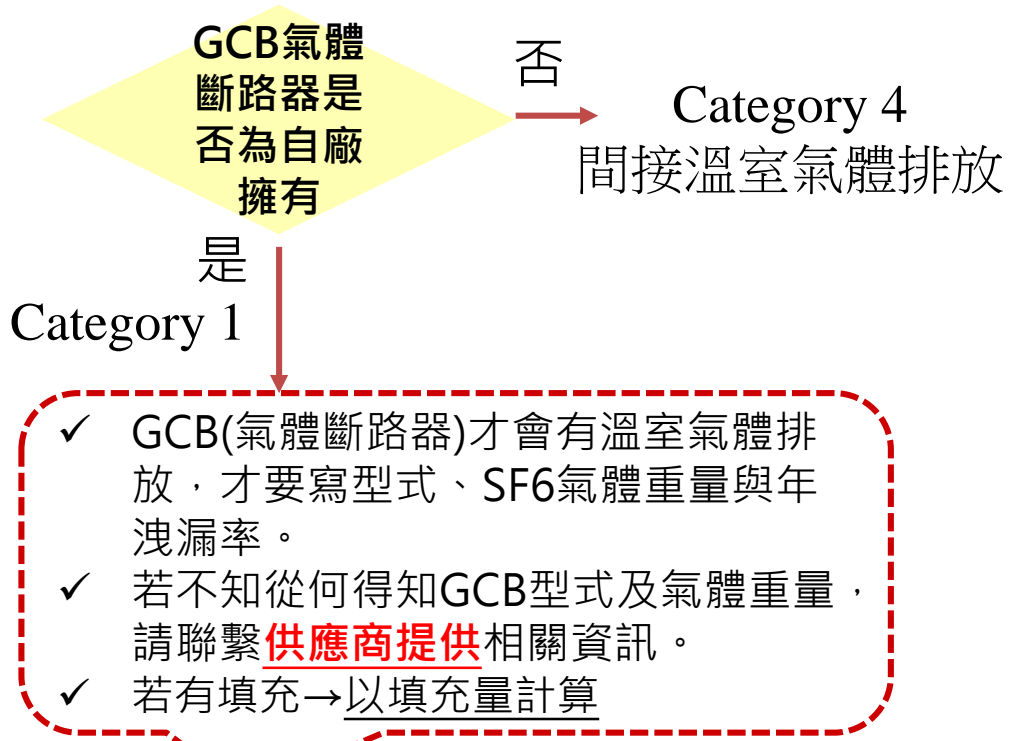 GCB氣體
斷路器是
否為自廠
擁有
否
Category 4
間接溫室氣體排放
是
Category 1
✓ GCB(氣體斷路器)才會有溫室氣體排
放，才要寫型式、SF6氣體重量與年
洩漏率。
✓ 若不知從何得知GCB型式及氣體重量，
請聯繫供應商提供相關資訊。
✓ 若有填充→以填充量計算